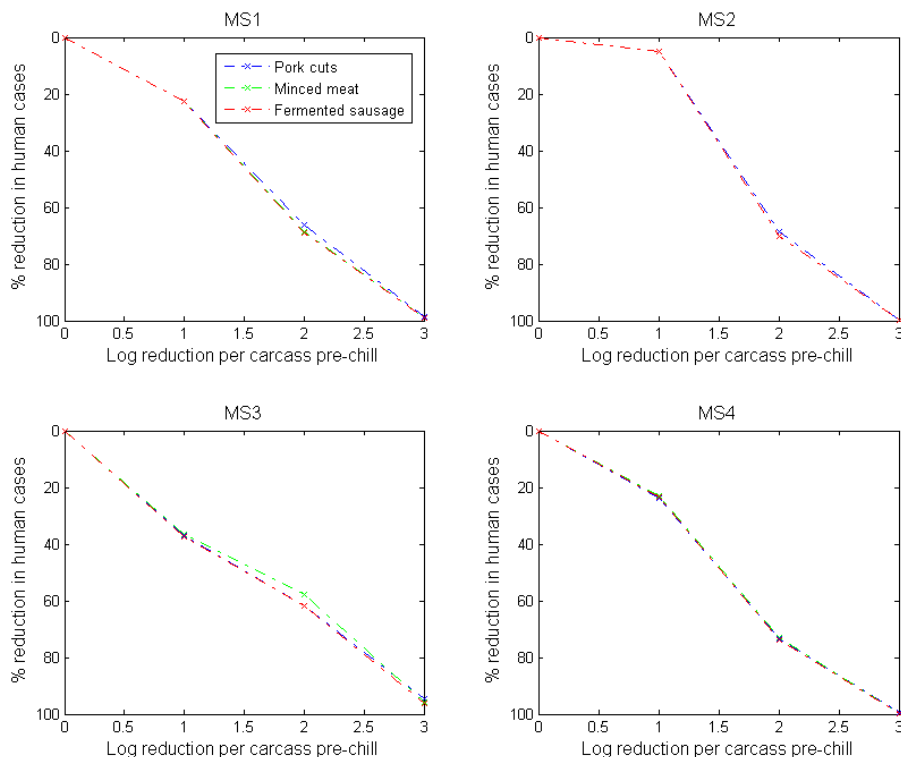 MS1
0
20
40
60
80
100
% reduction in human cases
0 0.5 1 1.5 2 2.5 3
Log reduction per carcass pre-chill
Pork cuts
Minced meat
Fermented sausage
MS2
0
20
40
60
80
100
% reduction in human cases
0 0.5 1 1.5 2 2.5 3
Log reduction per carcass pre-chill
MS3
0
20
40
60
80
100
% reduction in human cases
0 0.5 1 1.5 2 2.5 3
Log reduction per carcass pre-chill
MS4
0
20
40
60
80
100
% reduction in human cases
0 0.5 1 1.5 2 2.5 3
Log reduction per carcass pre-chill